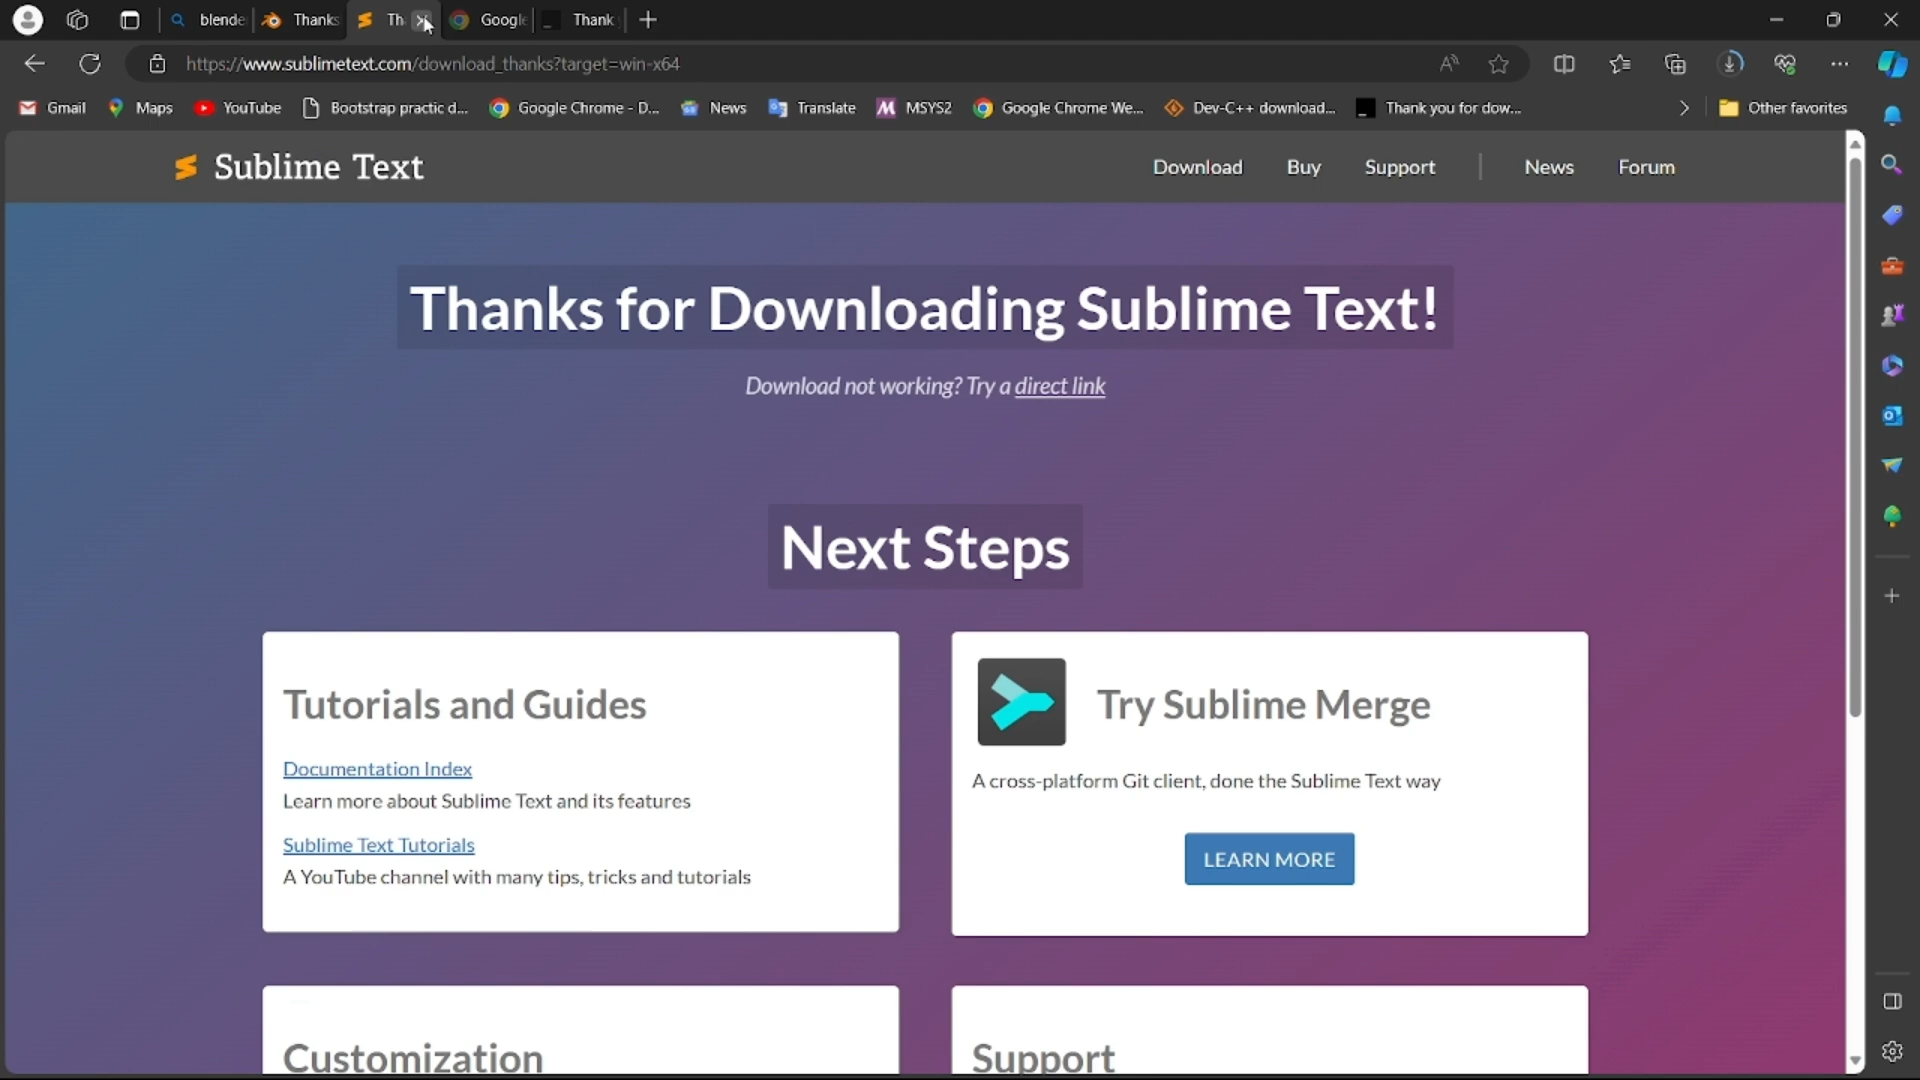 blende
Thanks
Th
Google
Thank
https://www.sublimetext.com/download_thanks?target=win-x64
Gmail
Maps
YouTube
Bootstrap practic d...
Google Chrome - D...
News
Translate
MSYS2
Google Chrome We...
Dev-C++ download...
Thank you for dow...
Other favorites
Sublime Text
Download
Buy
Support
News
Forum
Thanks for Downloading Sublime Text!
Download not working? Try a direct link
Next Steps
Tutorials and Guides
Documentation Index
Learn more about Sublime Text and its features
Sublime Text Tutorials
A YouTube channel with many tips, tricks and tutorials
Try Sublime Merge
A cross-platform Git client, done the Sublime Text way
LEARN MORE
Customization
Support